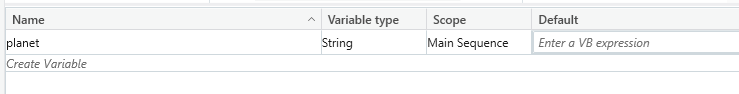 Name Variable type Scope Default
planet String Main Sequence Enter a VB expression
Create Variable